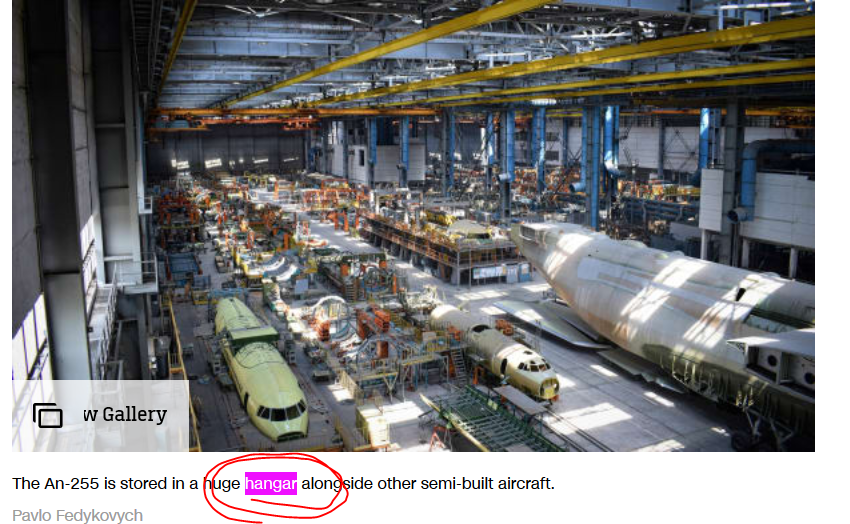 w Gallery
The An-255 is stored in a huge hangar alongside other semi-built aircraft.
Pavlo Fedykovych